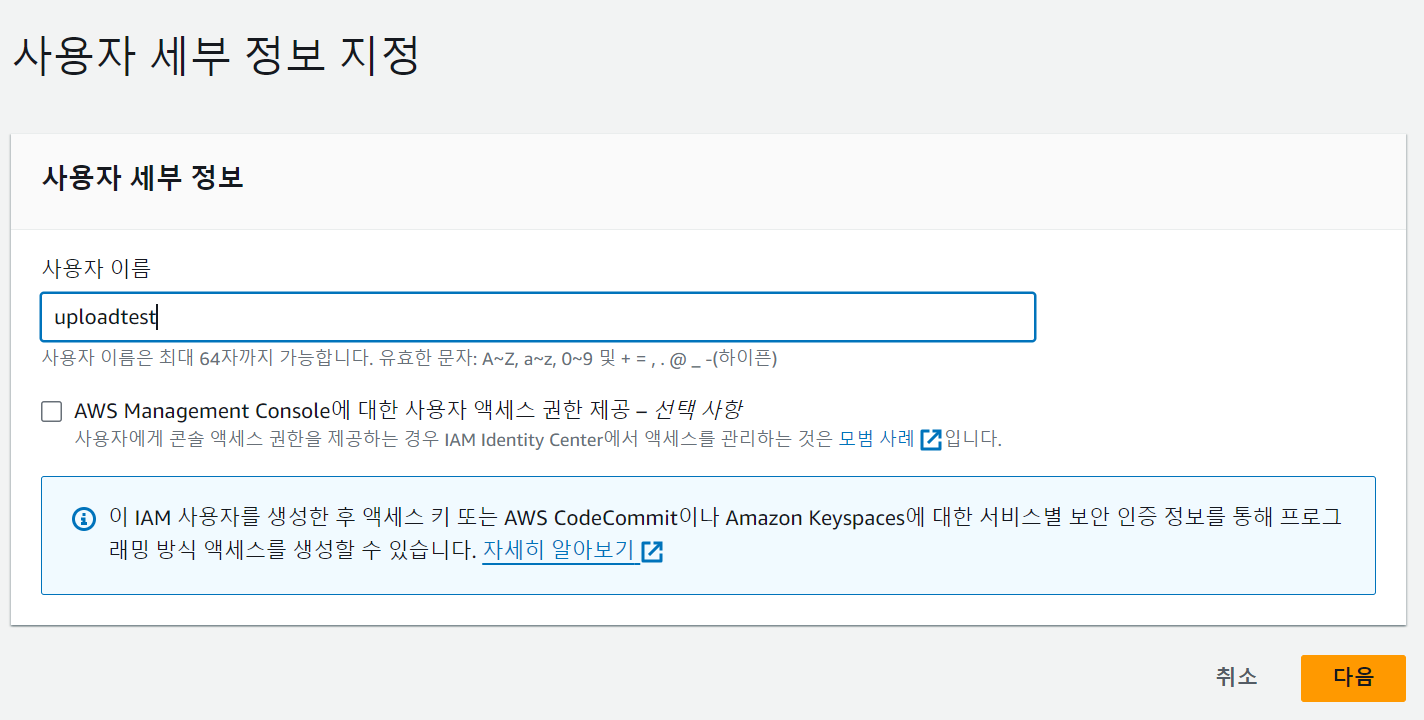 사용자 세부 정보 지정
사용자 세부 정보
사용자 이름
uploadtest
사용자 이름은 최대 64자까지 가능합니다. 유효한 문자: A~Z, a~z, 0~9 및 + = , . @ _ -(하이픈)
AWS Management Console에 대한 사용자 액세스 권한 제공 – 선택 사항
사용자에게 콘솔 액세스 권한을 제공하는 경우 IAM Identity Center에서 액세스를 관리하는 것은 모범 사례 입니다.
이 IAM 사용자를 생성한 후 액세스 키 또는 AWS CodeCommit이나 Amazon Keyspaces에 대한 서비스별 보안 인증 정보를 통해 프로그
래밍 방식 액세스를 생성할 수 있습니다. 자세히 알아보기
취소
다음